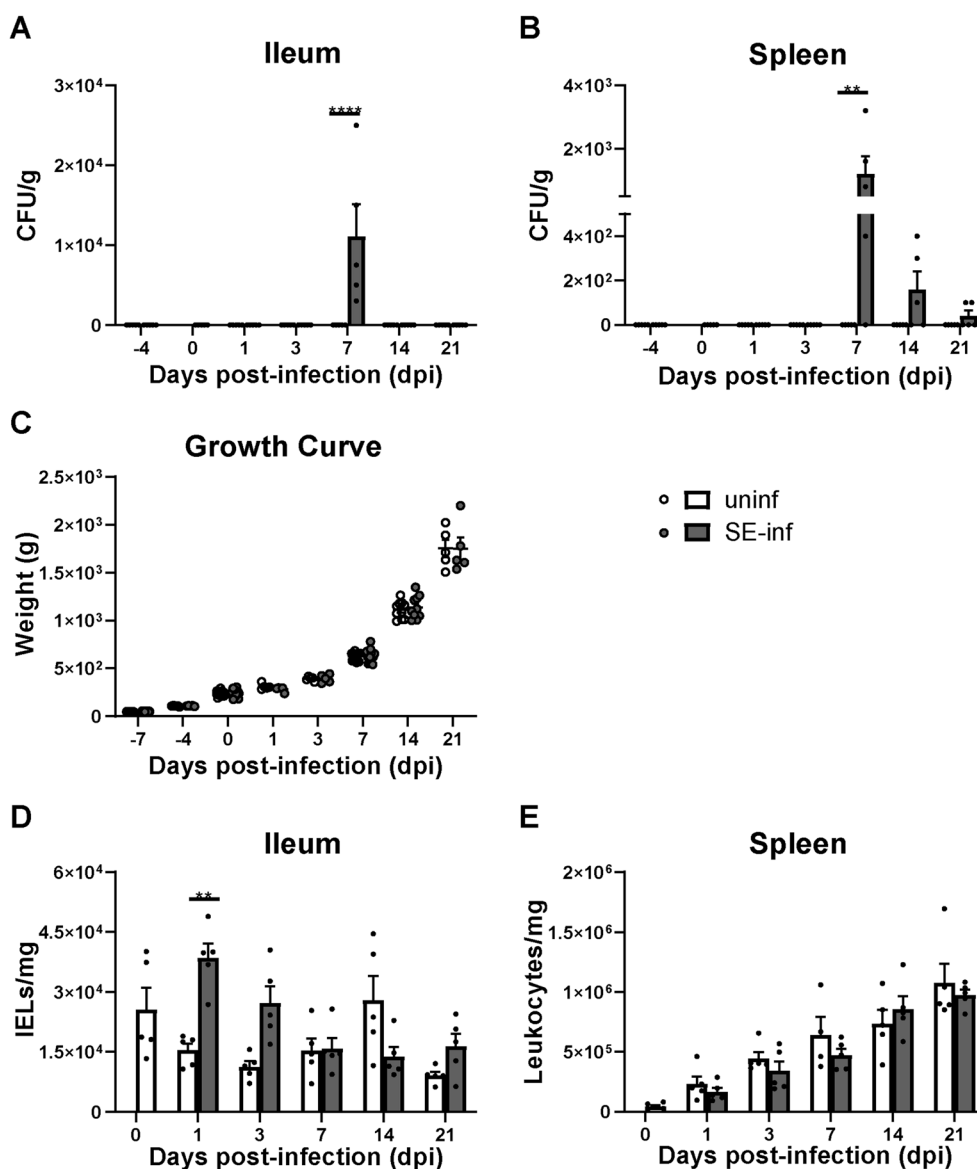 A
Ileum
CFU/g
3×10⁴
2×10⁴
1×10⁴
0
****
-4 0 1 3 7 14 21
Days post-infection (dpi)
B
Spleen
CFU/g
4×10³
2×10³
4×10²
2×10²
0
**
-4 0 1 3 7 14 21
Days post-infection (dpi)
C
Growth Curve
Weight (g)
2.5×10³
2×10³
1.5×10³
1×10³
5×10²
0
-7 -4 0 1 3 7 14 21
Days post-infection (dpi)
uninf
SE-inf
D
Ileum
IELs/mg
6×10⁴
4.5×10⁴
3×10⁴
1.5×10⁴
0
**
0 1 3 7 14 21
Days post-infection (dpi)
E
Spleen
Leukocytes/mg
2×10⁶
1.5×10⁶
1×10⁶
5×10⁵
0
0 1 3 7 14 21
Days post-infection (dpi)